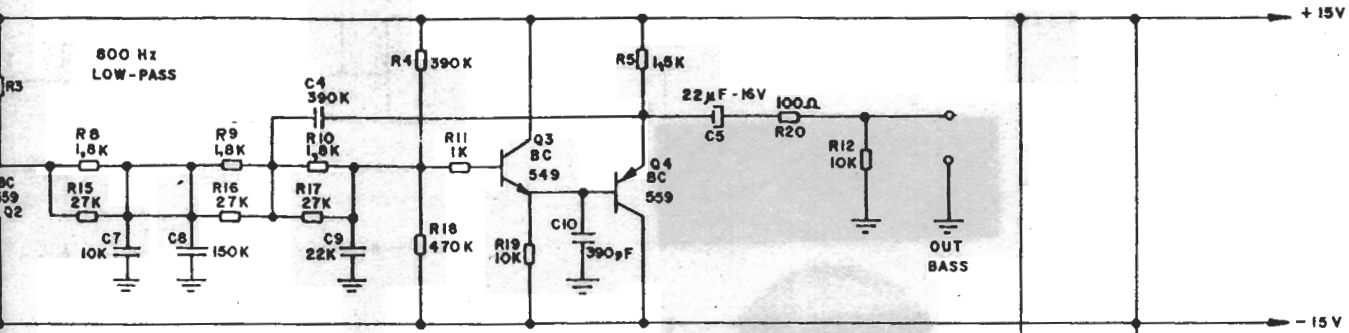 + 15V
800 Hz
LOW-PASS
R3
R4
390K
R5
1,5K
C4
390K
22µF-16V
C5
100Ω
R20
R8
1,8K
R9
1,8K
R10
1,8K
R11
1K
Q3
BC
549
R12
10K
Q4
BC
559
BC
559
Q2
R15
27K
R16
27K
R17
27K
C7
10K
C8
150K
C9
22K
R18
470K
R19
10K
C10
390pF
OUT
BASS
- 15V